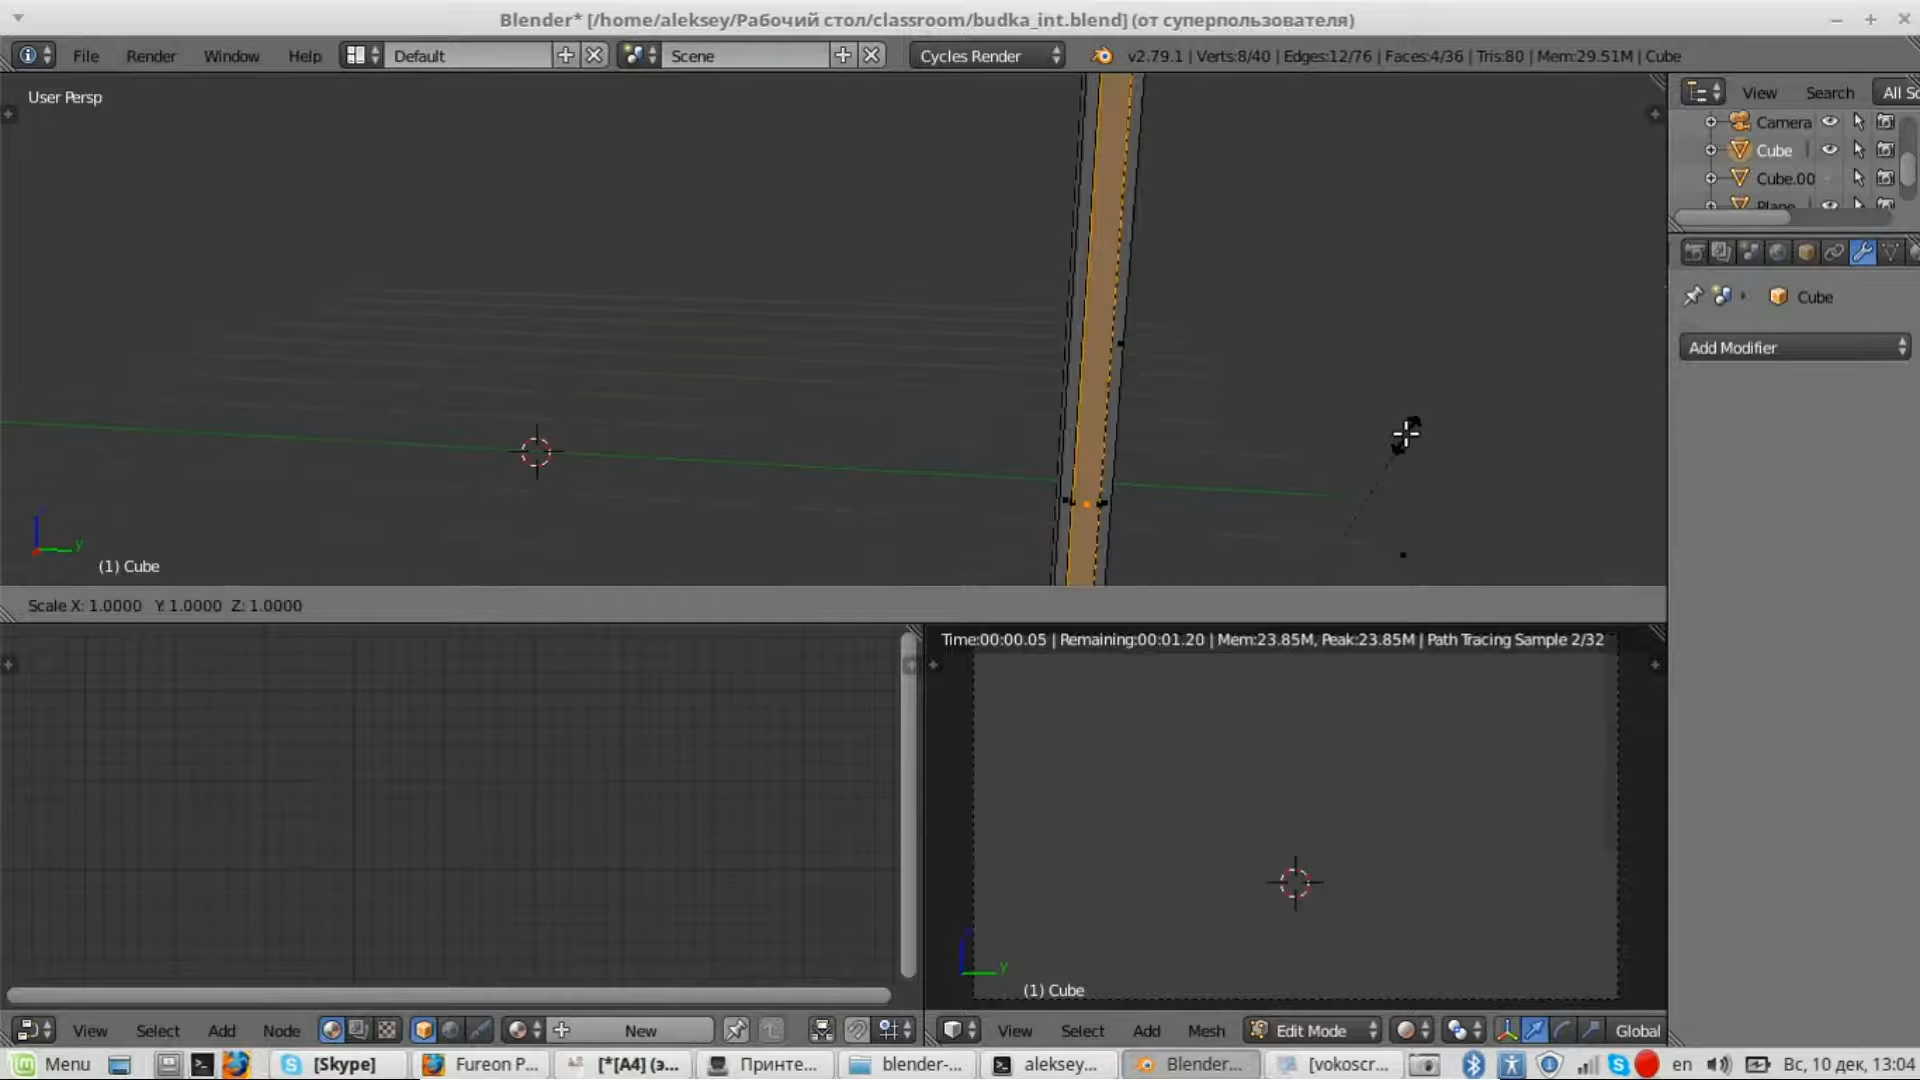 Blender* [/home/aleksey/Рабочий стол/classroom/budka_int.blend] (от суперпользователя)
File Render Window Help Default Scene Cycles Render v2.79.1 | Verts:8/40 | Edges:12/76 | Faces:4/36 | Tris:80 | Mem:29.51M | Cube
User Persp
View Search All Sc
Camera
Cube
Cube.00
Plane
Cube
Add Modifier
y
(1) Cube
Scale X: 1.0000 Y: 1.0000 Z: 1.0000
Time:00:00.05 | Remaining:00:01.20 | Mem:23.85M, Peak:23.85M | Path Tracing Sample 2/32
y
(1) Cube
View Select Add Node New
View Select Add Mesh Edit Mode Global
Menu [Skype] Fureon P... [*[A4] (э... Принте... blender-... aleksey... Blender... [vokoscr... en Вс, 10 дек, 13:04